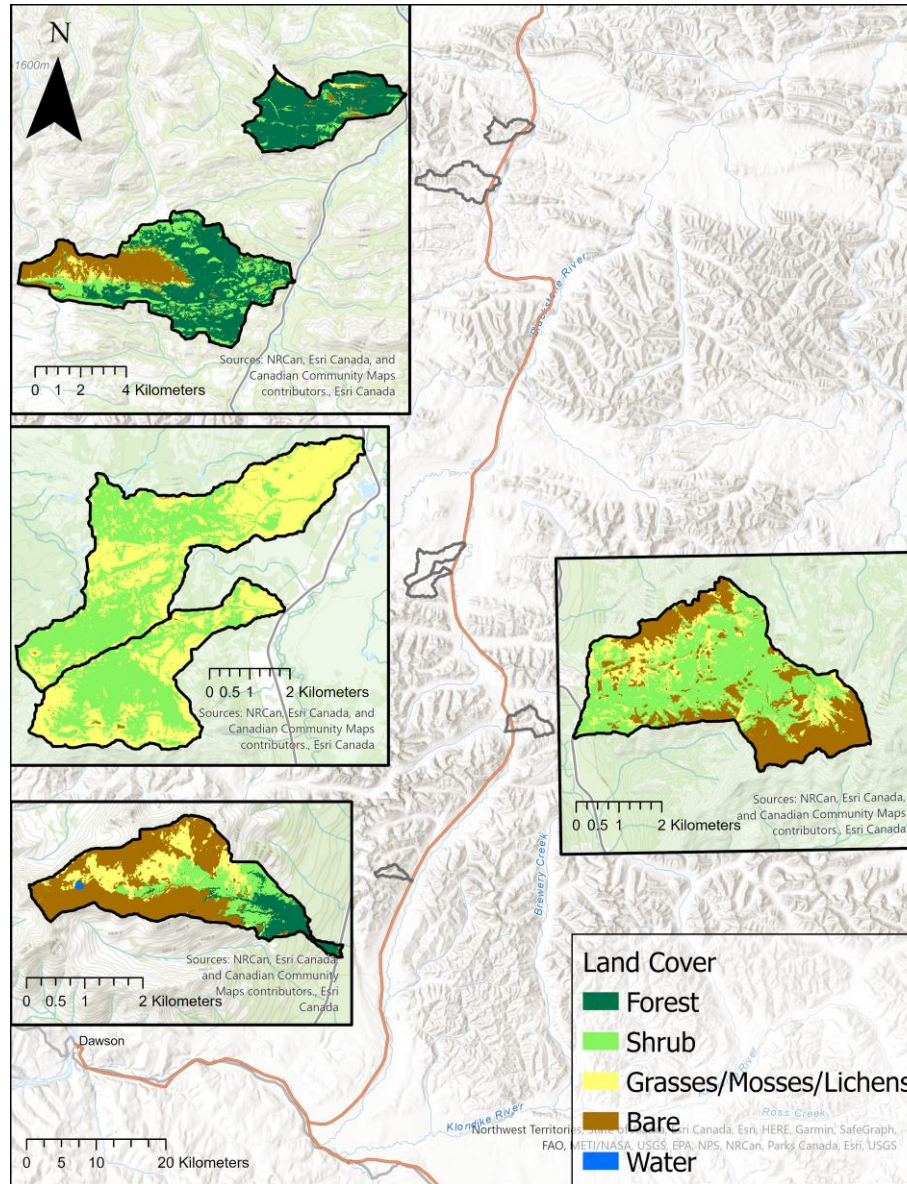 N
1600m
Sources: NRCan, Esri Canada, and
Canadian Community Maps
contributors., Esri Canada
0 1 2 4 Kilometers
Blackstone River
0 0.5 1 2 Kilometers
Sources: NRCan, Esri Canada, and
Canadian Community Maps
contributors., Esri Canada
0 0.5 1 2 Kilometers
Sources: NRCan, Esri Canada,
and Canadian Community Maps
contributors., Esri Canada
Brewery Creek
Sources: NRCan, Esri Canada,
and Canadian Community
Maps contributors., Esri
Canada
0 0.5 1 2 Kilometers
Dawson
0 5 10 20 Kilometers
Klondike River
Land Cover
Forest
Shrub
Grasses/Mosses/Lichens
Bare
Water
River
Ross Creek
Northwest Territories, State of Esri Canada, Esri, HERE, Garmin, SafeGraph,
FAO, METI/NASA, USGS, EPA, NPS, NRCan, Parks Canada, Esri, USGS